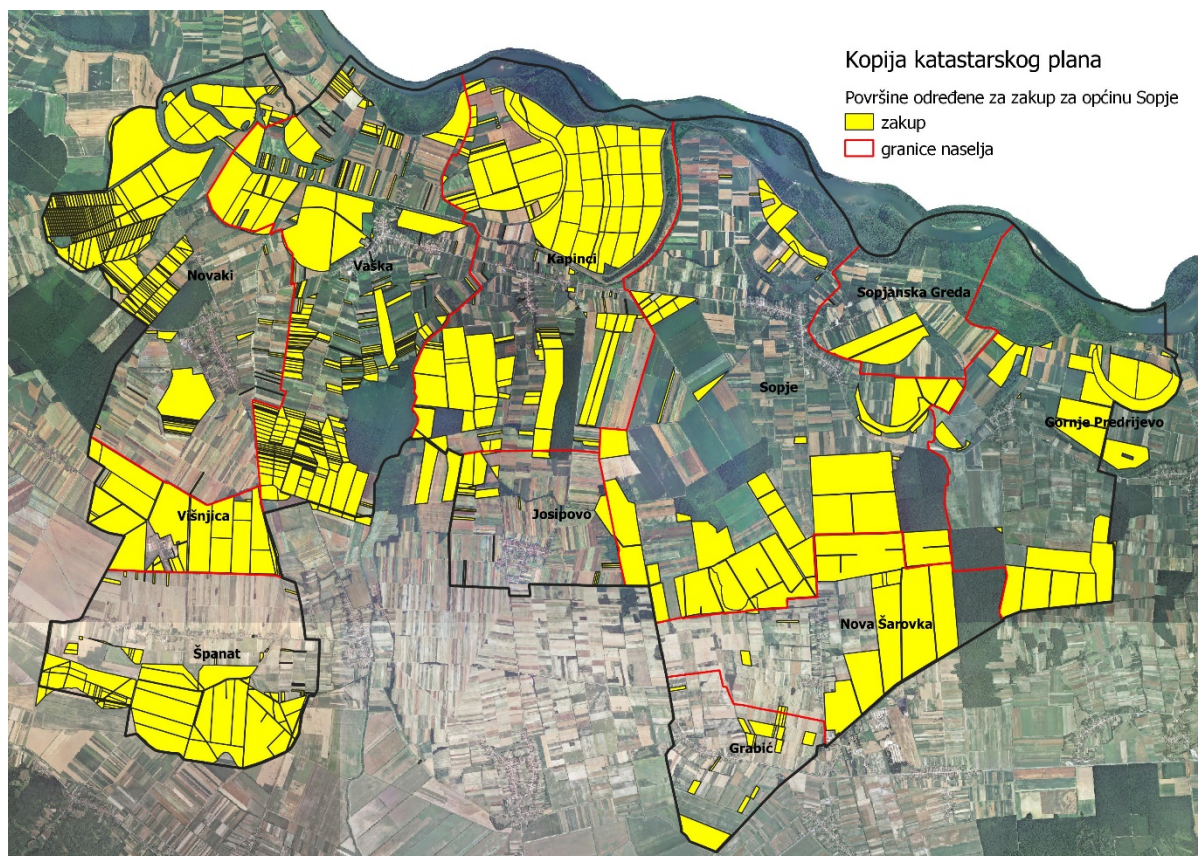 Kopija katastarskog plana
Površine određene za zakup za općinu Sopje
zakup
granice naselja
Novaki
Vaška
Kapinci
Sopjanska Greda
Sopje
Gornje Predrijevo
Višnjica
Josipovo
Nova Šarovka
Španat
Grabić